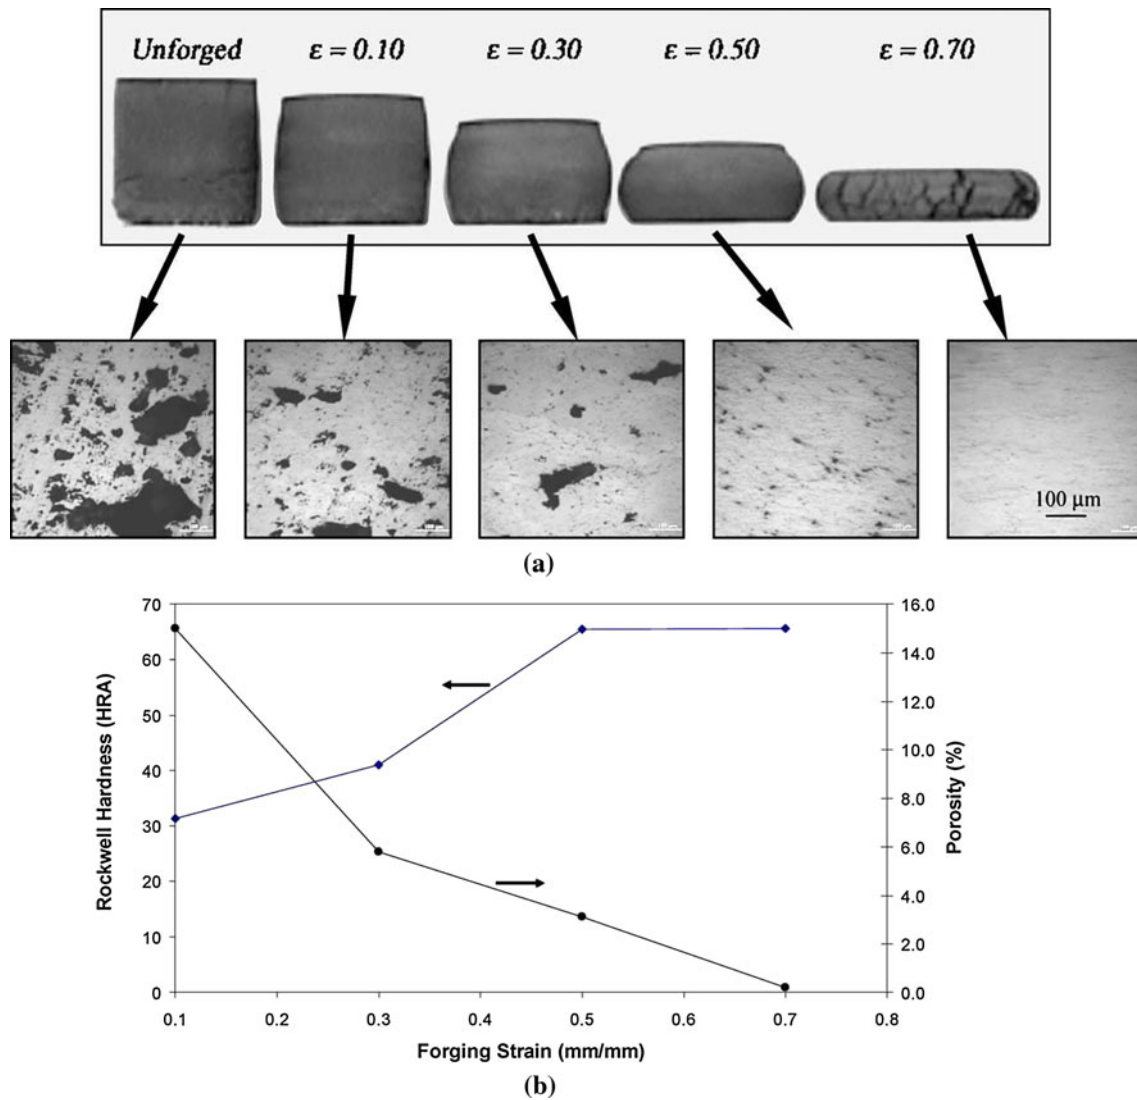 Unforged ε = 0.10 ε = 0.30 ε = 0.50 ε = 0.70
100 μm
(a)
70 16.0
60 14.0
50 12.0
40 10.0
30 8.0
20 6.0
10 4.0
0 2.0
0.0
Rockwell Hardness (HRA)
Porosity (%)
0.1 0.2 0.3 0.4 0.5 0.6 0.7 0.8
Forging Strain (mm/mm)
(b)